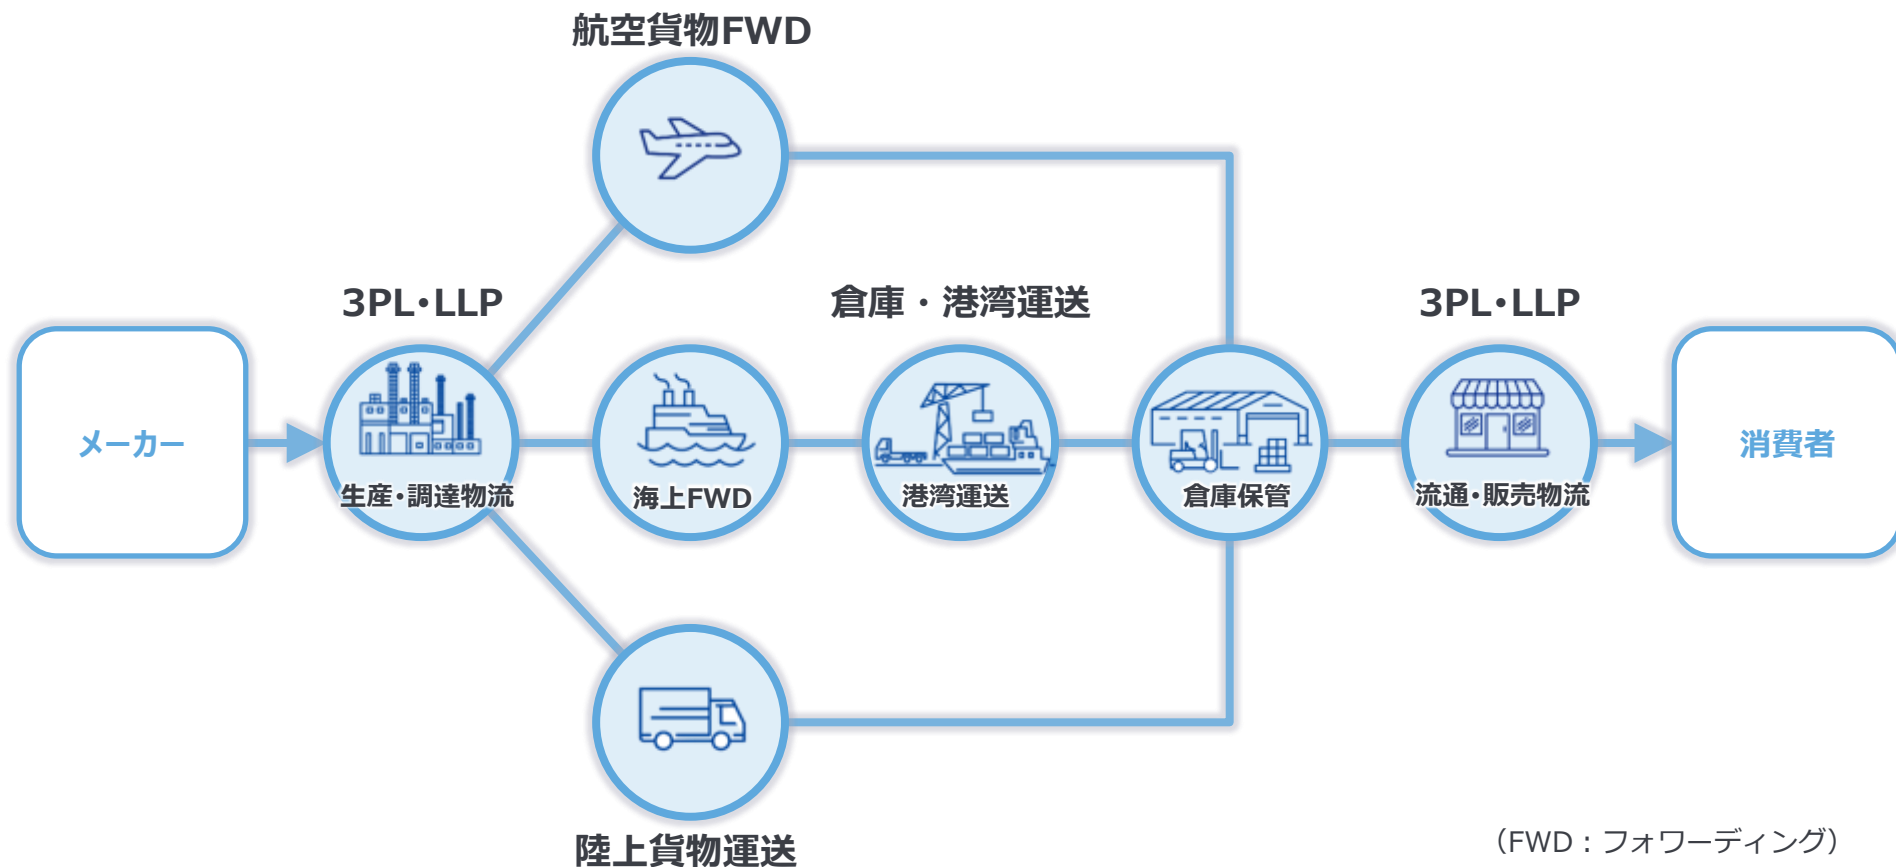 航空貨物FWD
3PL・LLP
倉庫・港湾運送
3PL・LLP
メーカー
生産・調達物流
海上FWD
港湾運送
倉庫保管
流通・販売物流
消費者
陸上貨物運送
（FWD：フォワーディング）